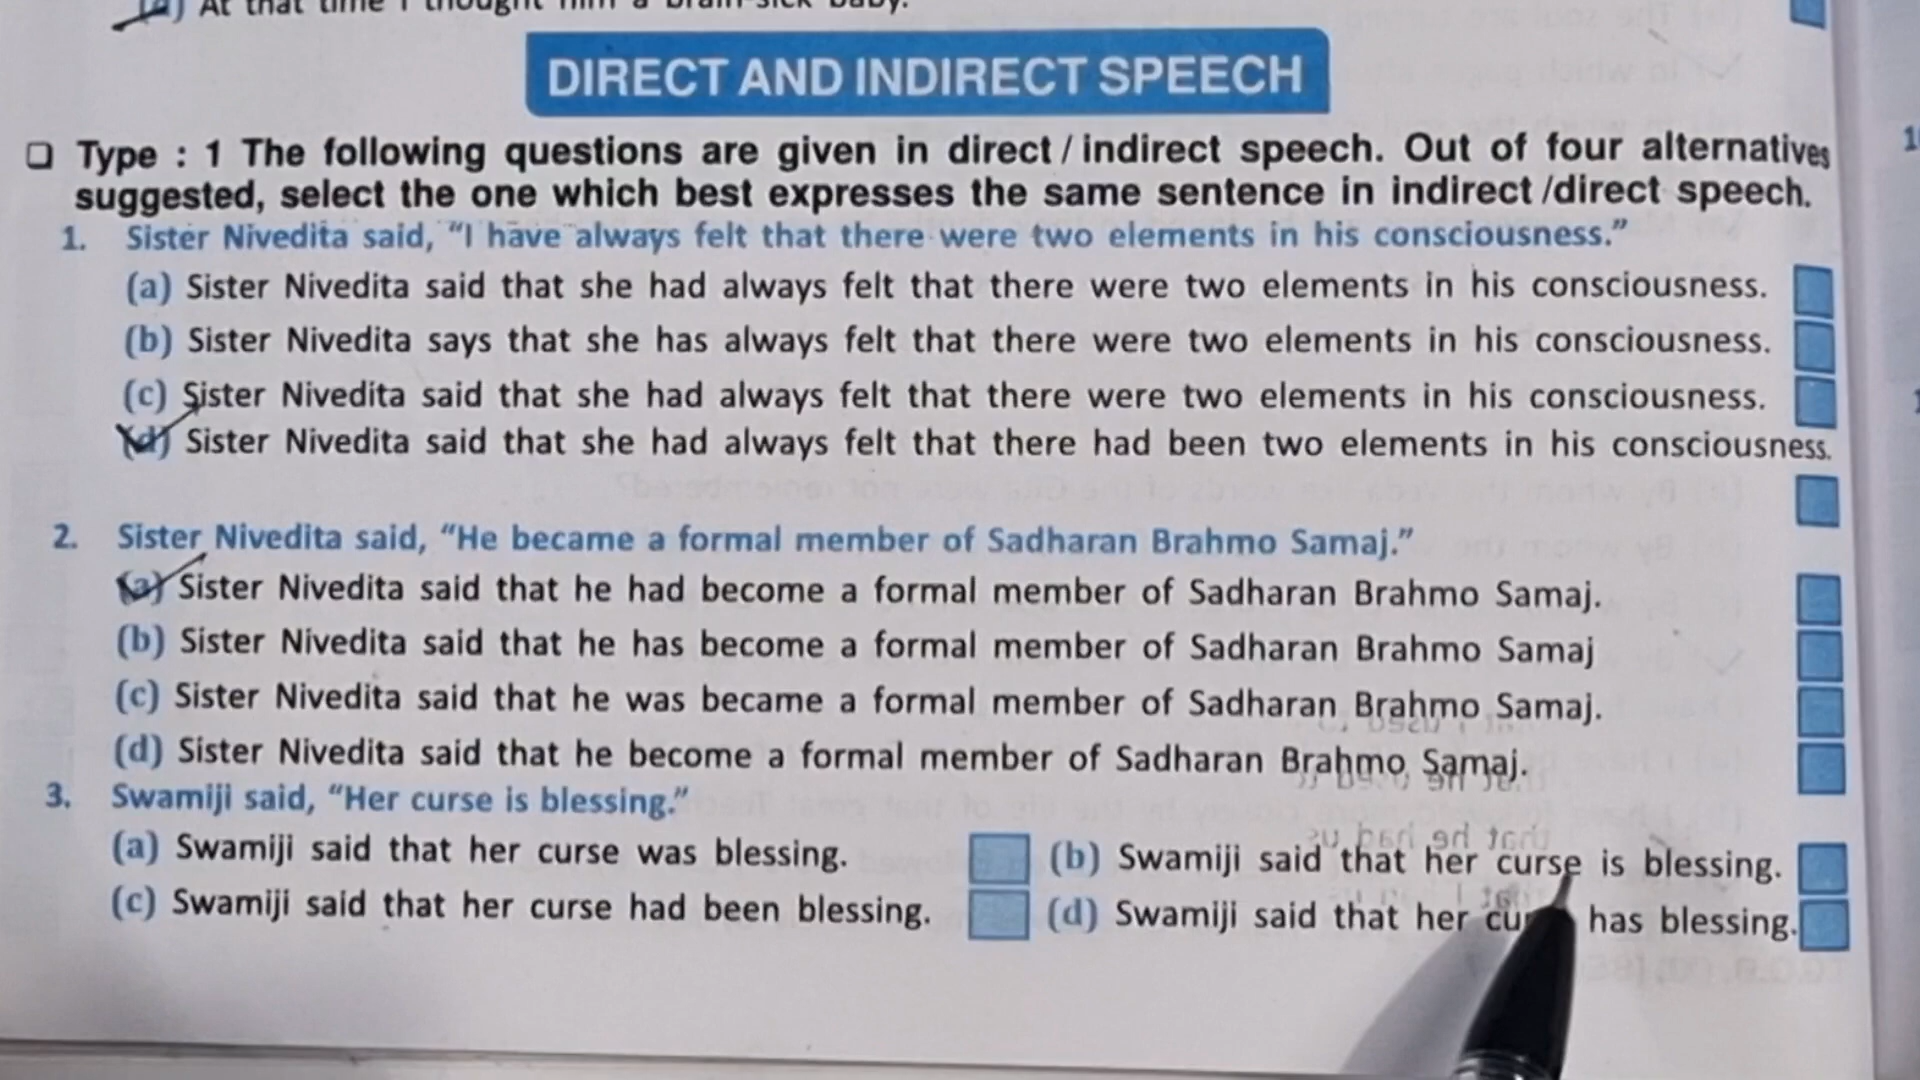 At that time I thought him a brain-sick baby.
DIRECT AND INDIRECT SPEECH
Type : 1 The following questions are given in direct / indirect speech. Out of four alternatives
suggested, select the one which best expresses the same sentence in indirect /direct speech.
1. Sister Nivedita said, “I have always felt that there were two elements in his consciousness.”
(a) Sister Nivedita said that she had always felt that there were two elements in his consciousness.
(b) Sister Nivedita says that she has always felt that there were two elements in his consciousness.
(c) Sister Nivedita said that she had always felt that there were two elements in his consciousness.
(d) Sister Nivedita said that she had always felt that there had been two elements in his consciousness.
2. Sister Nivedita said, “He became a formal member of Sadharan Brahmo Samaj.”
(a) Sister Nivedita said that he had become a formal member of Sadharan Brahmo Samaj.
(b) Sister Nivedita said that he has become a formal member of Sadharan Brahmo Samaj
(c) Sister Nivedita said that he was became a formal member of Sadharan Brahmo Samaj.
(d) Sister Nivedita said that he become a formal member of Sadharan Brahmo Samaj.
3. Swamiji said, “Her curse is blessing.”
(a) Swamiji said that her curse was blessing. (b) Swamiji said that her curse is blessing.
(c) Swamiji said that her curse had been blessing. (d) Swamiji said that her has blessing.